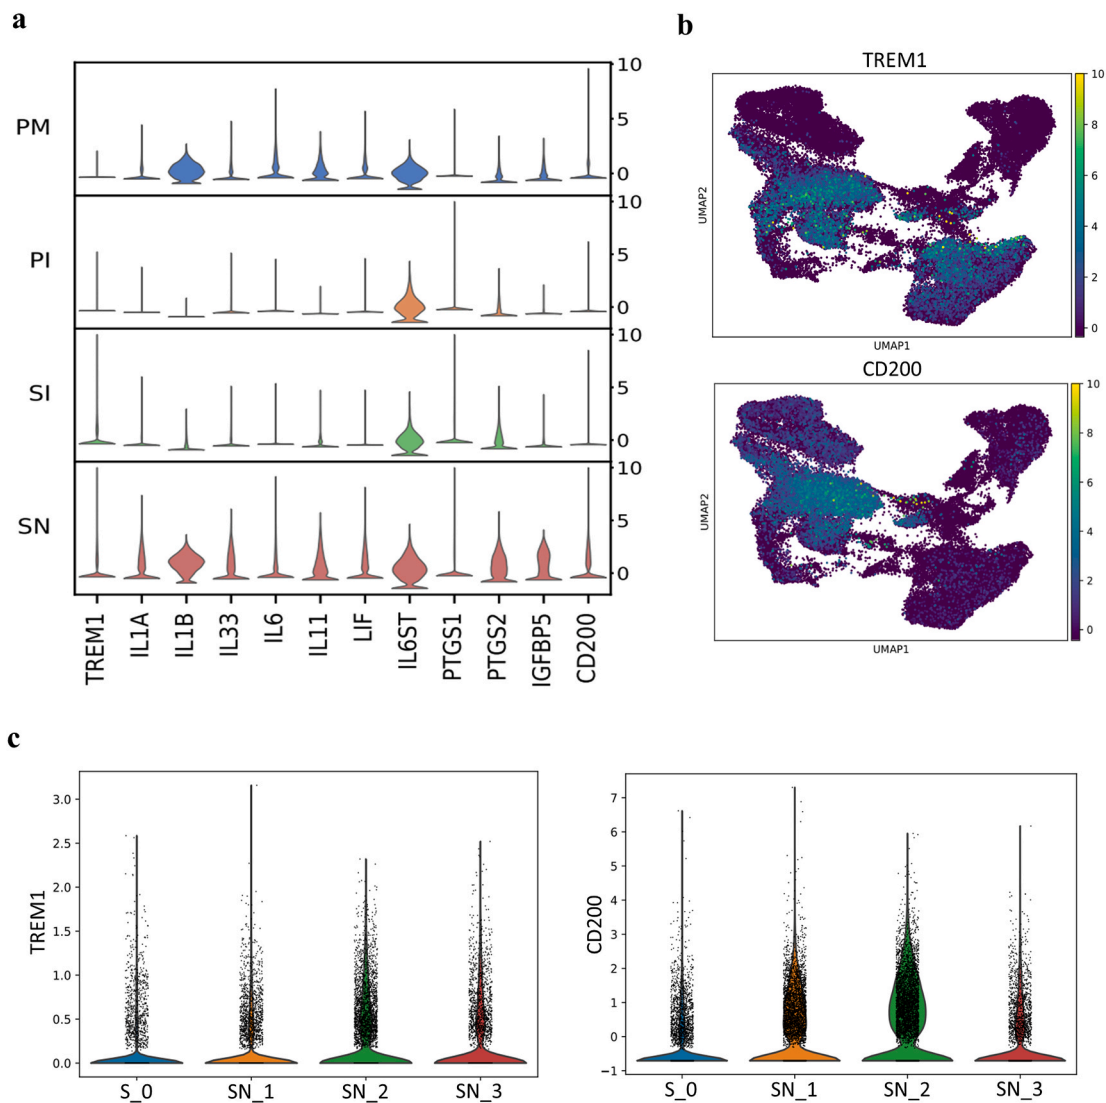 a
PM
10
5
0
PI
10
5
0
SI
10
5
0
SN
10
5
0
TREM1
IL1A
IL1B
IL33
IL6
IL11
LIF
IL6ST
PTGS1
PTGS2
IGFBP5
CD200
b
TREM1
UMAP2
UMAP1
10
8
6
4
2
0
CD200
UMAP2
UMAP1
10
8
6
4
2
0
c
TREM1
3.0
2.5
2.0
1.5
1.0
0.5
0.0
S_0 SN_1 SN_2 SN_3
CD200
7
6
5
4
3
2
1
0
−1
S_0 SN_1 SN_2 SN_3